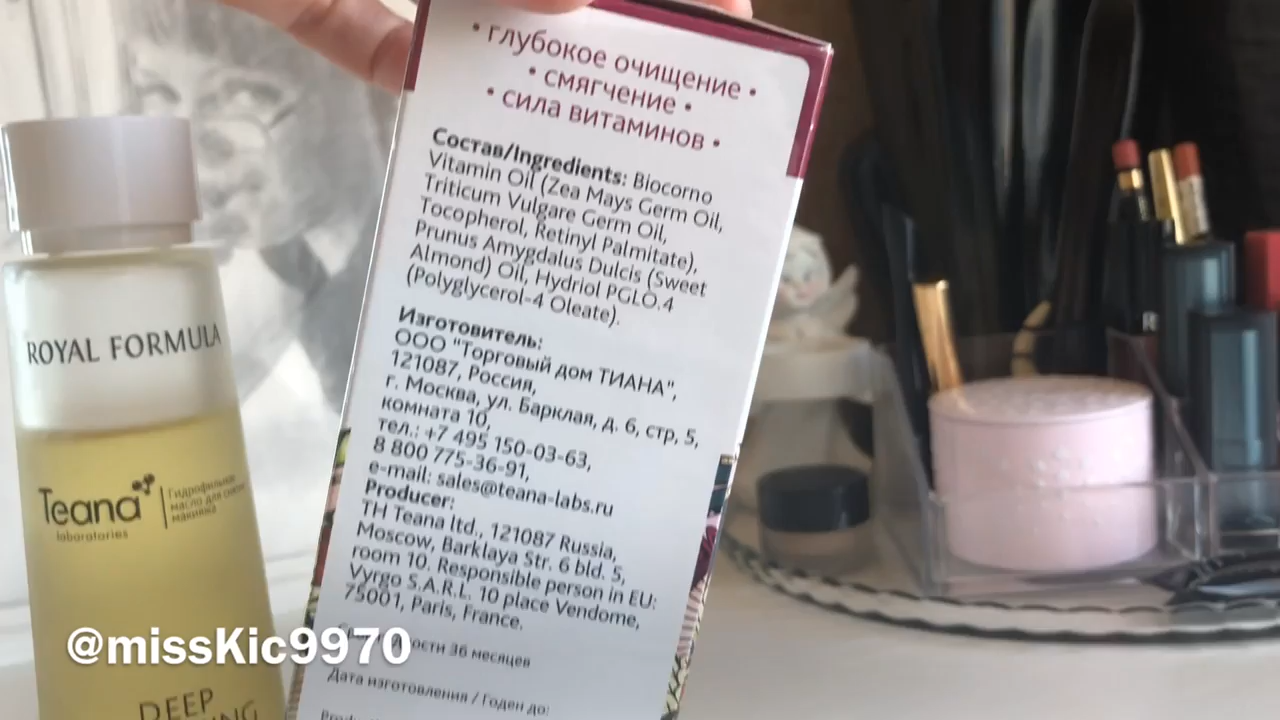 • глубокое очищение •
• смягчение •
• сила витаминов •
Состав/Ingredients: Biocorno
Vitamin Oil (Zea Mays Germ Oil,
Triticum Vulgare Germ Oil,
Tocopherol, Retinyl Palmitate),
Prunus Amygdalus Dulcis (Sweet
Almond) Oil, Hydriol PGLO.4
(Polyglycerol-4 Oleate).
Изготовитель:
ООО "Торговый дом ТИАНА",
121087, Россия,
г. Москва, ул. Барклая, д. 6, стр, 5,
комната 10,
тел.: +7 495 150-03-63,
8 800 775-36-91,
e-mail: sales@teana-labs.ru
Producer:
TH Teana ltd., 121087 Russia,
Moscow, Barklaya Str. 6 bld. 5,
room 10. Responsible person in EU:
Vyrgo S.A.R.L. 10 place Vendome,
75001, Paris, France.
36 месяцев
Дата изготовления / Годен до:
ROYAL FORMULA
Teana
laboratories
Гидрофильное
масло для снятия
макияжа
DEEP
@missKic9970